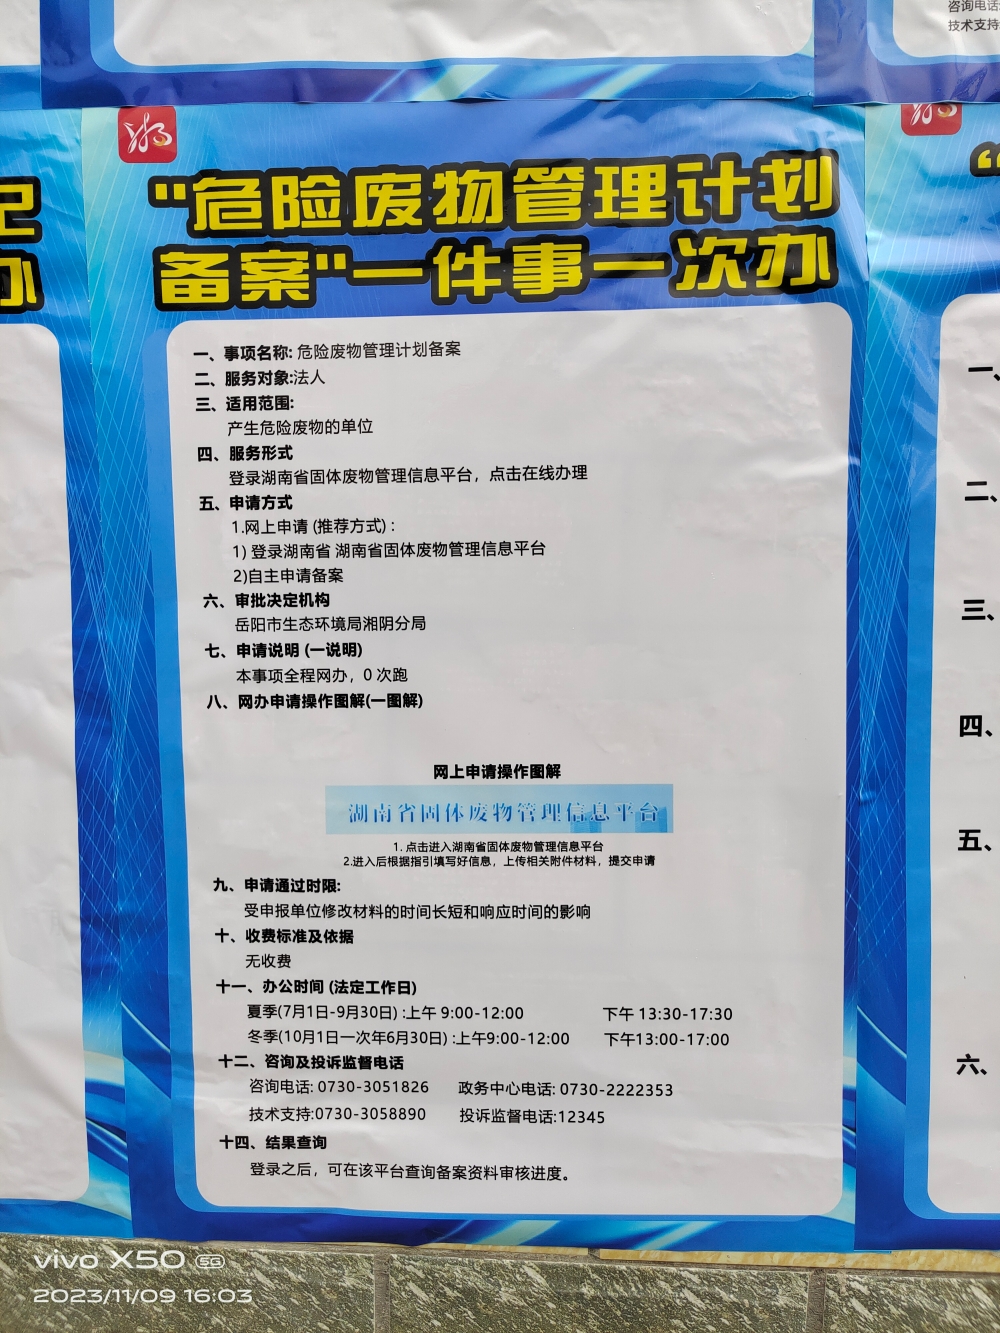 咨询电话:
技术支持:
湘
湘
"危险废物管理计划
备案"一件事一次办
记
办
一、事项名称: 危险废物管理计划备案
二、服务对象:法人
三、适用范围:
产生危险废物的单位
四、服务形式
登录湖南省固体废物管理信息平台，点击在线办理
五、申请方式
1.网上申请 (推荐方式) :
1) 登录湖南省 湖南省固体废物管理信息平台
2)自主申请备案
六、审批决定机构
岳阳市生态环境局湘阴分局
七、申请说明 (一说明)
本事项全程网办，0 次跑
八、网办申请操作图解(一图解)
网上申请操作图解
湖南省固体废物管理信息平台
1. 点击进入湖南省固体废物管理信息平台
2.进入后根据指引填写好信息，上传相关附件材料，提交申请
九、申请通过时限:
受申报单位修改材料的时间长短和响应时间的影响
十、收费标准及依据
无收费
十一、办公时间 (法定工作日)
夏季(7月1日-9月30日) :上午 9:00-12:00 下午 13:30-17:30
冬季(10月1日一次年6月30日) :上午9:00-12:00 下午13:00-17:00
十二、咨询及投诉监督电话
咨询电话: 0730-3051826 政务中心电话: 0730-2222353
技术支持:0730-3058890 投诉监督电话:12345
十四、结果查询
登录之后，可在该平台查询备案资料审核进度。
“
一、
二、
三、
四、
五、
六、
vivo X50 5G
2023/11/09 16:03